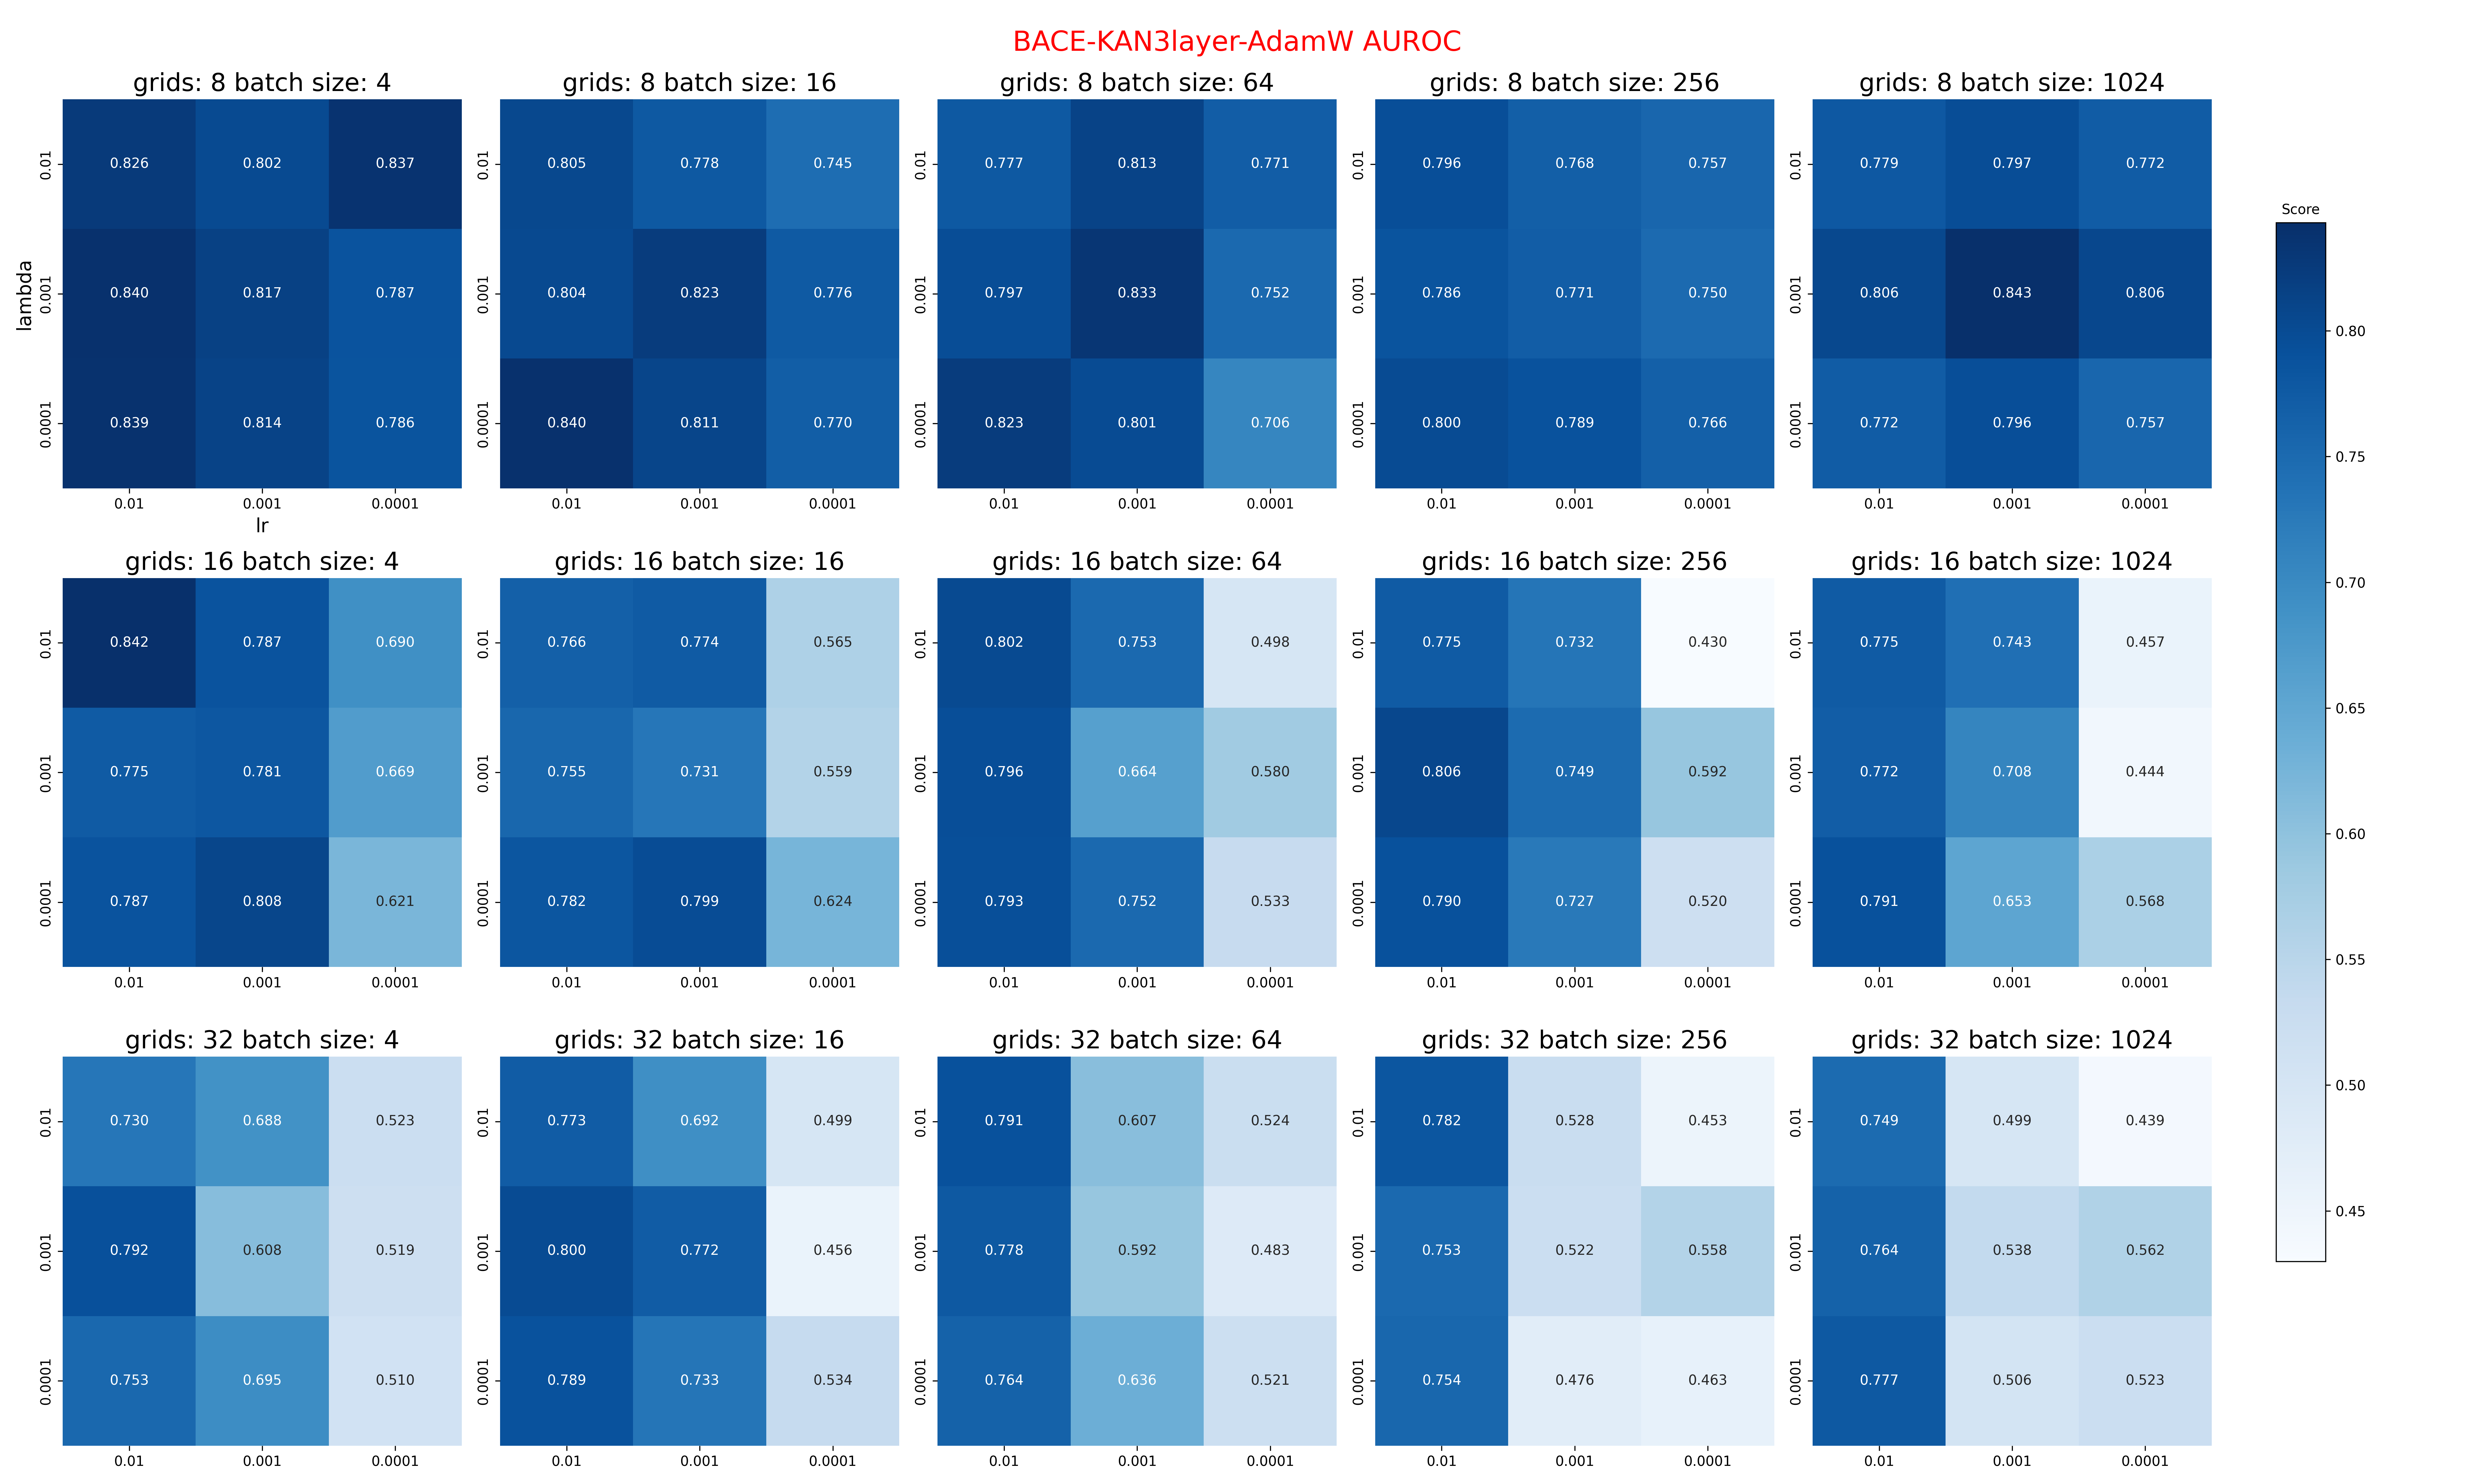 BACE-KAN3layer-AdamW AUROC
grids: 8 batch size: 4
0.01 0.826 0.802 0.837
0.001 0.840 0.817 0.787
0.0001 0.839 0.814 0.786
0.01 0.001 0.0001
lambda
lr
grids: 8 batch size: 16
0.01 0.805 0.778 0.745
0.001 0.804 0.823 0.776
0.0001 0.840 0.811 0.770
0.01 0.001 0.0001
grids: 8 batch size: 64
0.01 0.777 0.813 0.771
0.001 0.797 0.833 0.752
0.0001 0.823 0.801 0.706
0.01 0.001 0.0001
grids: 8 batch size: 256
0.01 0.796 0.768 0.757
0.001 0.786 0.771 0.750
0.0001 0.800 0.789 0.766
0.01 0.001 0.0001
grids: 8 batch size: 1024
0.01 0.779 0.797 0.772
0.001 0.806 0.843 0.806
0.0001 0.772 0.796 0.757
0.01 0.001 0.0001
grids: 16 batch size: 4
0.01 0.842 0.787 0.690
0.001 0.775 0.781 0.669
0.0001 0.787 0.808 0.621
0.01 0.001 0.0001
grids: 16 batch size: 16
0.01 0.766 0.774 0.565
0.001 0.755 0.731 0.559
0.0001 0.782 0.799 0.624
0.01 0.001 0.0001
grids: 16 batch size: 64
0.01 0.802 0.753 0.498
0.001 0.796 0.664 0.580
0.0001 0.793 0.752 0.533
0.01 0.001 0.0001
grids: 16 batch size: 256
0.01 0.775 0.732 0.430
0.001 0.806 0.749 0.592
0.0001 0.790 0.727 0.520
0.01 0.001 0.0001
grids: 16 batch size: 1024
0.01 0.775 0.743 0.457
0.001 0.772 0.708 0.444
0.0001 0.791 0.653 0.568
0.01 0.001 0.0001
grids: 32 batch size: 4
0.01 0.730 0.688 0.523
0.001 0.792 0.608 0.519
0.0001 0.753 0.695 0.510
0.01 0.001 0.0001
grids: 32 batch size: 16
0.01 0.773 0.692 0.499
0.001 0.800 0.772 0.456
0.0001 0.789 0.733 0.534
0.01 0.001 0.0001
grids: 32 batch size: 64
0.01 0.791 0.607 0.524
0.001 0.778 0.592 0.483
0.0001 0.764 0.636 0.521
0.01 0.001 0.0001
grids: 32 batch size: 256
0.01 0.782 0.528 0.453
0.001 0.753 0.522 0.558
0.0001 0.754 0.476 0.463
0.01 0.001 0.0001
grids: 32 batch size: 1024
0.01 0.749 0.499 0.439
0.001 0.764 0.538 0.562
0.0001 0.777 0.506 0.523
0.01 0.001 0.0001
Score
0.80
0.75
0.70
0.65
0.60
0.55
0.50
0.45